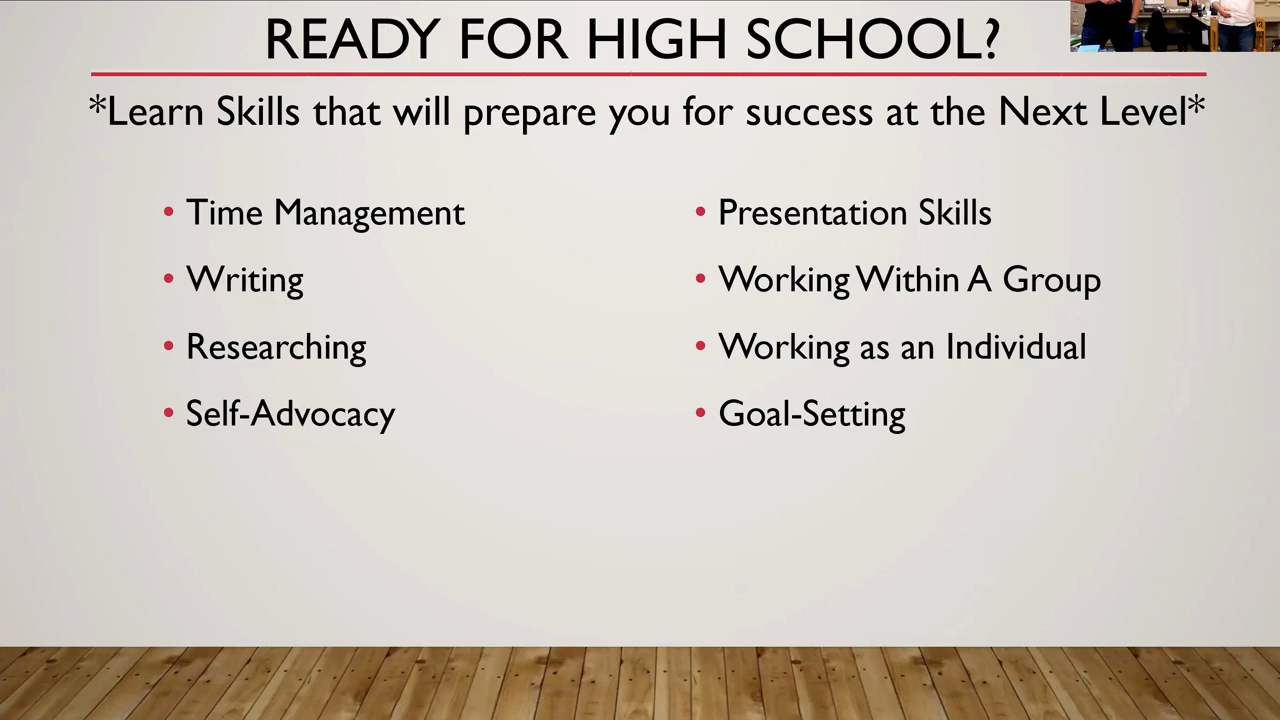 READY FOR HIGH SCHOOL?
*Learn Skills that will prepare you for success at the Next Level*
• Time Management
• Writing
• Researching
• Self-Advocacy
• Presentation Skills
• Working Within A Group
• Working as an Individual
• Goal-Setting